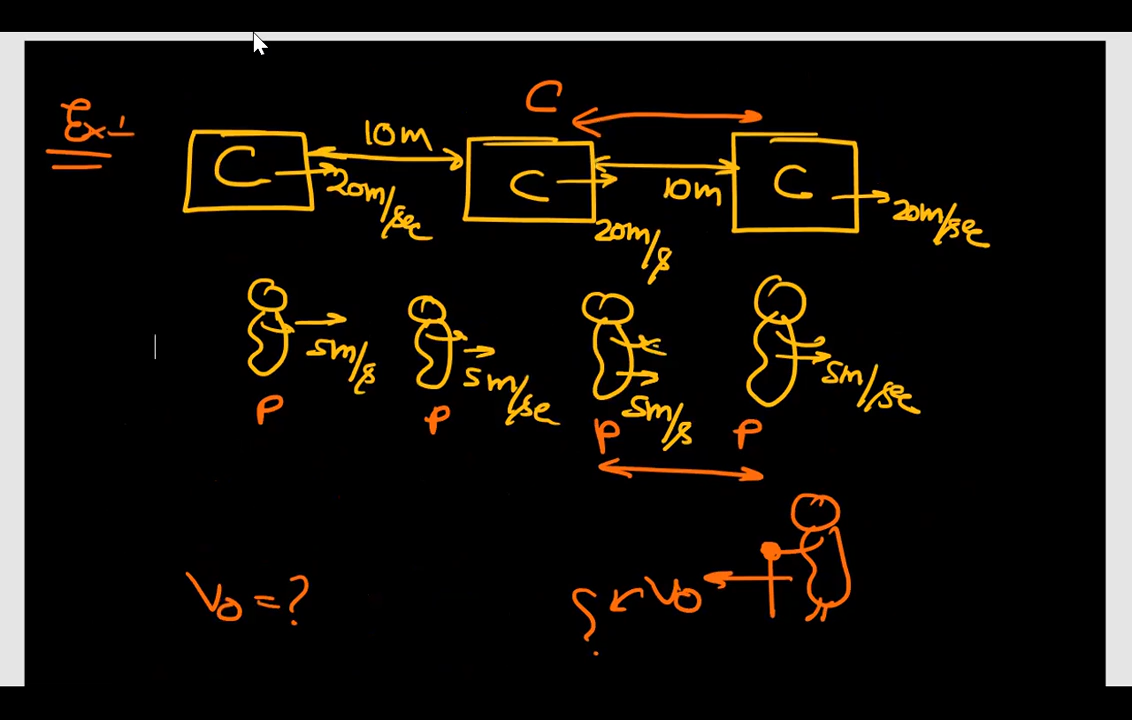 Ex-1
C
10m
C
C
C
20m/sec
10m
20m/s
20m/sec
5m/s
5m/sec
5m/s
5m/sec
P
P
P
P
V0 = ?
? ← V0